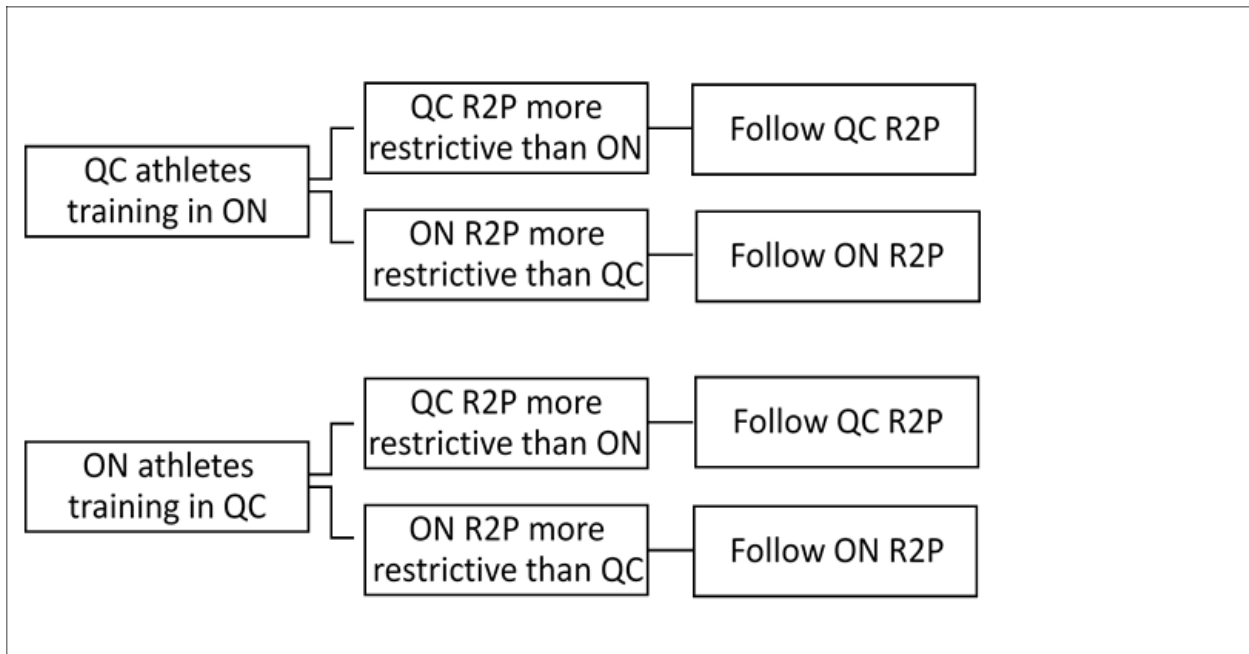 QC athletes
training in ON
QC R2P more
restrictive than ON
Follow QC R2P
ON R2P more
restrictive than QC
Follow ON R2P
ON athletes
training in QC
QC R2P more
restrictive than ON
Follow QC R2P
ON R2P more
restrictive than QC
Follow ON R2P